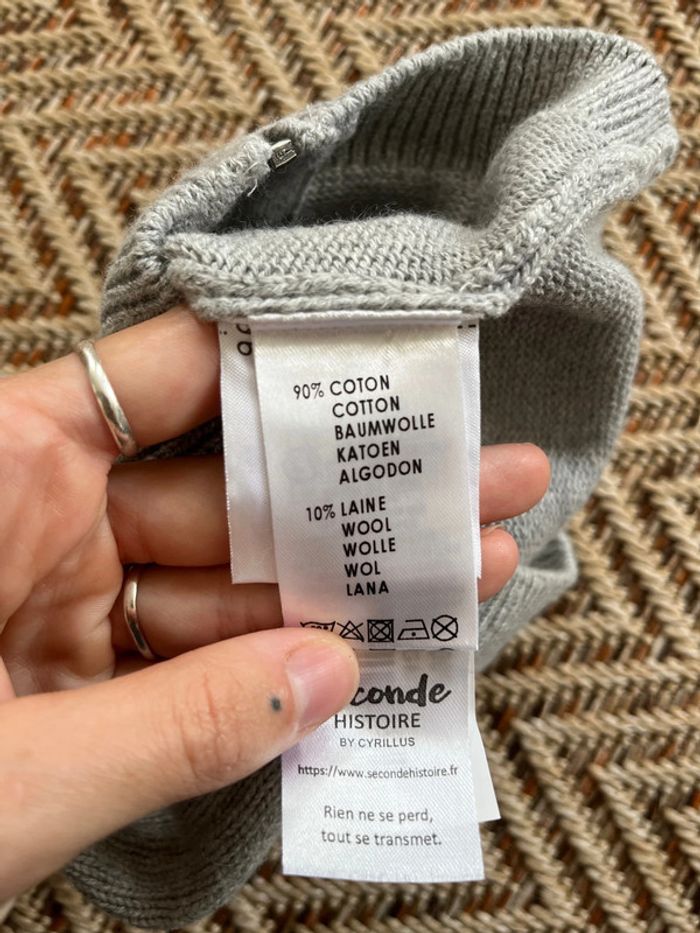 90% COTON
COTTON
BAUMWOLLE
KATOEN
ALGODON
10% LAINE
WOOL
WOLLE
WOL
LANA
HISTOIRE
BY CYRILLUS
https://www.secondehistoire.fr
Rien ne se perd,
tout se transmet.